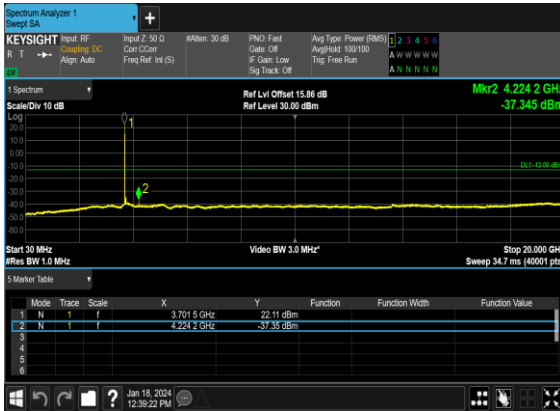 Spectrum Analyzer 1
Swept SA
KEYSIGHT
R T
Input: RF
Coupling: DC
Align: Auto
Input Z: 50 Ω
Corr CCorr
Freq Ref: Int (S)
#Atten: 30 dB
PNO: Fast
Gate: Off
IF Gain: Low
Sig Track: Off
Avg Type: Power (RMS)
Avg|Hold: 100/100
Trig: Free Run
1 2 3 4 5 6
A W W W W W
A N N N N N
1 Spectrum
Scale/Div 10 dB
Ref Lvl Offset 15.86 dB
Ref Level 30.00 dBm
Mkr2 4.224 2 GHz
-37.345 dBm
Log
20.0
10.0
0.00
-10.0
-20.0
-30.0
-40.0
-50.0
-60.0
1
2
DL1 -13.00 dBm
Start 30 MHz
#Res BW 1.0 MHz
Video BW 3.0 MHz*
Stop 20.000 GH
Sweep 34.7 ms (40001 pts
5 Marker Table
Mode Trace Scale X Y Function Function Width Function Value
1 N 1 f 3.701 5 GHz 22.11 dBm
2 N 1 f 4.224 2 GHz -37.35 dBm
3
4
5
6
?
Jan 18, 2024
12:39:22 PM